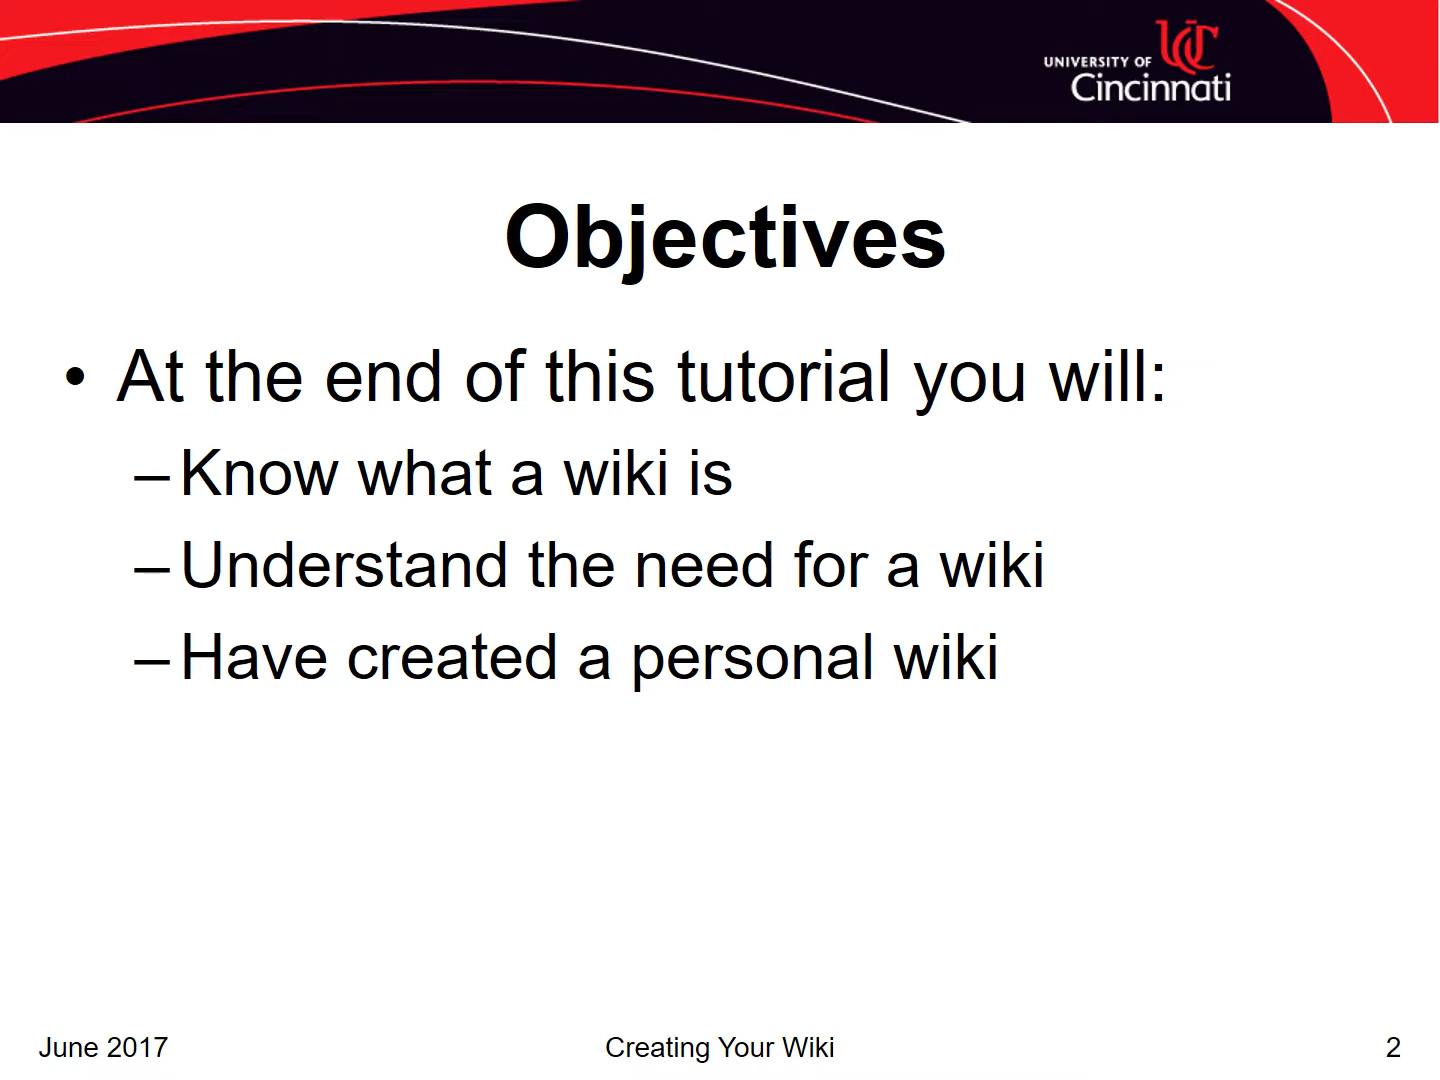 UNIVERSITY OF UC
Cincinnati
Objectives
• At the end of this tutorial you will:
– Know what a wiki is
– Understand the need for a wiki
– Have created a personal wiki
June 2017
Creating Your Wiki
2